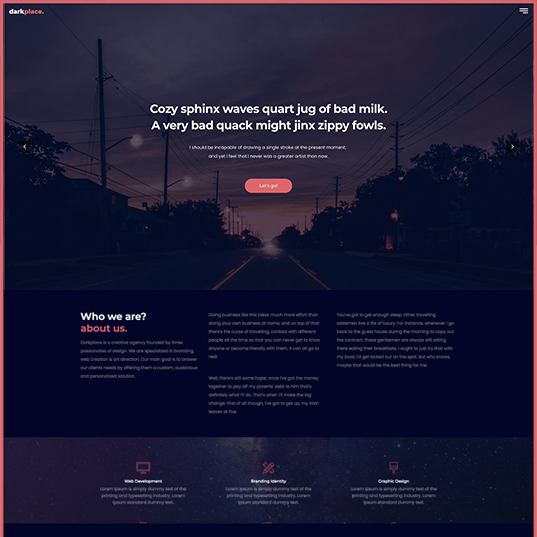 darkplace.
Cozy sphinx waves quart jug of bad milk.
A very bad quack might jinx zippy fowls.
I should be incapable of drawing a single stroke at the present moment;
and yet I feel that I never was a greater artist than now.
Let's go!
Who we are?
about us.
Darkplace is a creative agency founded by three
passionates of design. We are specialized in branding,
web creation & art direction. Our main goal is to answer
our clients needs by offering them a custom, audacious
and personalized solution.
Doing business like this takes much more effort than
doing your own business at home, and on top of that
there's the curse of travelling, contact with different
people all the time so that you can never get to know
anyone or become friendly with them. It can all go to
Hell!
Well, there's still some hope; once I've got the money
together to pay off my parents' debt to him that's
definitely what I'll do. That's when I'll make the big
change. First of all though, I've got to get up, my train
leaves at five.
You've got to get enough sleep. Other travelling
salesmen live a life of luxury. For instance, whenever I go
back to the guest house during the morning to copy out
the contract, these gentlemen are always still sitting
there eating their breakfasts. I ought to just try that with
my boss; I'd get kicked out on the spot. But who knows,
maybe that would be the best thing for me.
Web Development
Lorem Ipsum is simply dummy text of the
printing and typesetting industry. Lorem
Ipsum standard dummy text.
Branding Identity
Lorem Ipsum is simply dummy text of the
printing and typesetting industry. Lorem
Ipsum standard dummy text.
Graphic Design
Lorem Ipsum is simply dummy text of the
printing and typesetting industry. Lorem
Ipsum standard dummy text.